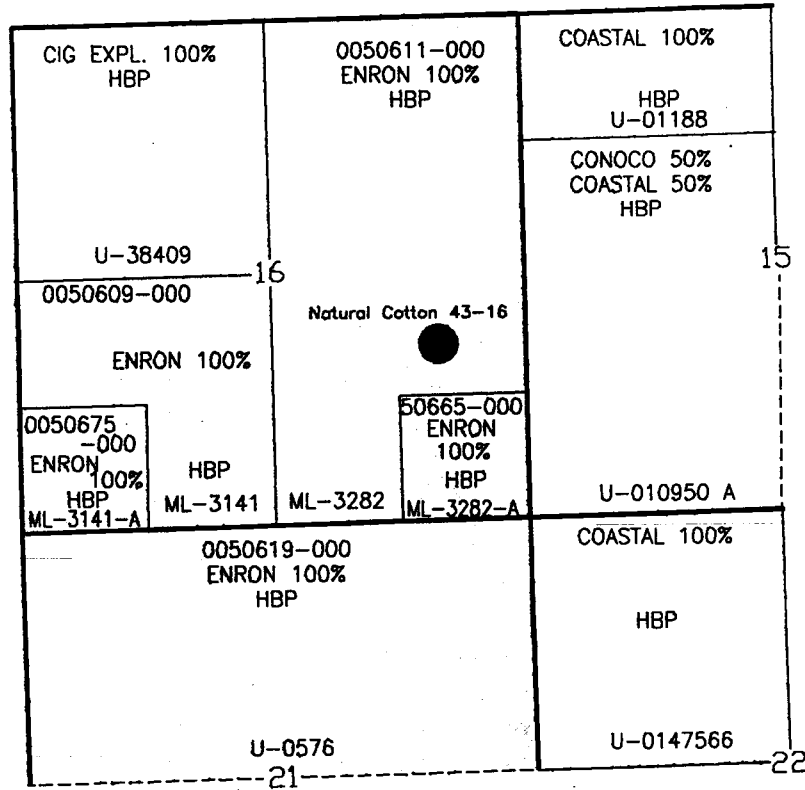 CIG EXPL. 100%
HBP
U-38409
0050611-000
ENRON 100%
HBP
COASTAL 100%
HBP
U-01188
CONOCO 50%
COASTAL 50%
HBP
15
16
0050609-000
ENRON 100%
Natural Cotton 43-16
0050675
-000
ENRON
100%
HBP
ML-3141-A
HBP
ML-3141
ML-3282
50665-000
ENRON
100%
HBP
ML-3282-A
U-010950 A
0050619-000
ENRON 100%
HBP
U-0576
21
COASTAL 100%
HBP
U-0147566
22